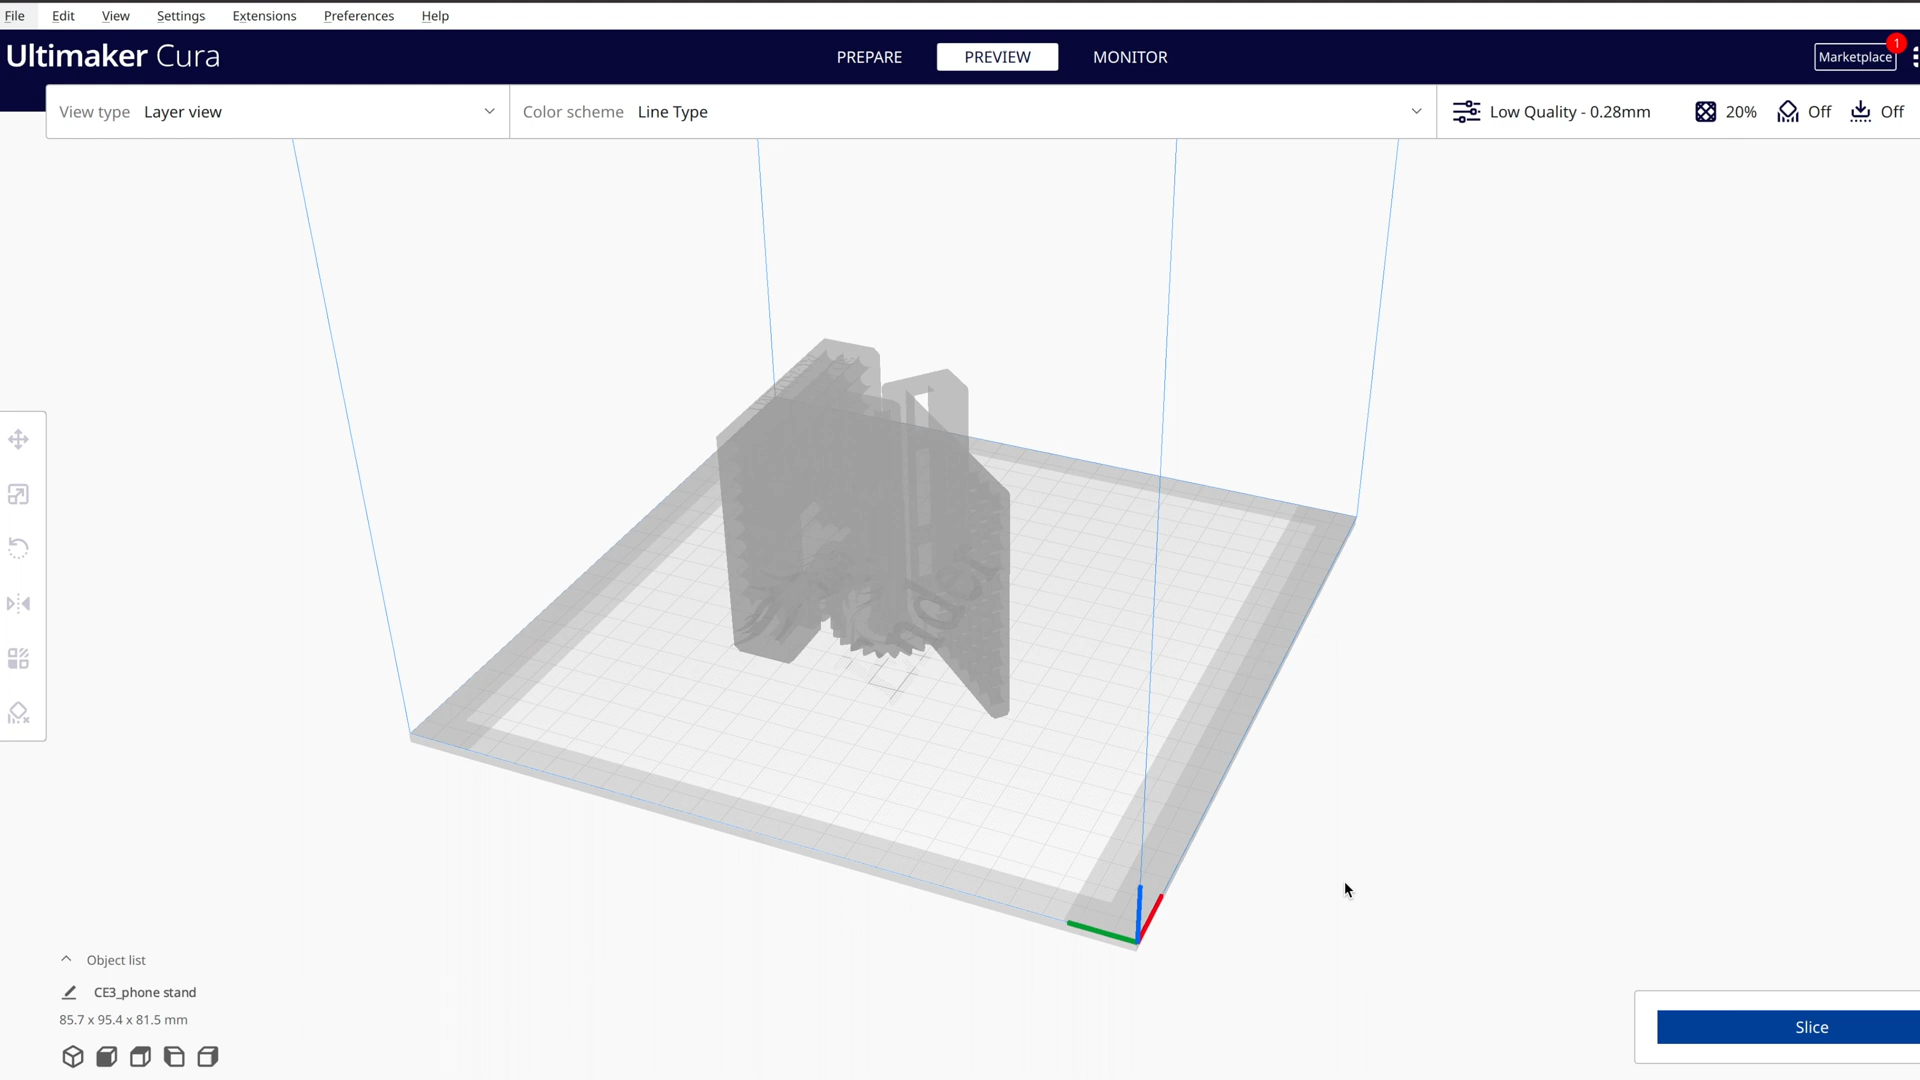 File Edit View Settings Extensions Preferences Help
Ultimaker Cura PREPARE PREVIEW MONITOR Marketplace 1
View type Layer view Color scheme Line Type Low Quality - 0.28mm 20% Off Off
Object list
CE3_phone stand
85.7 x 95.4 x 81.5 mm
Slice